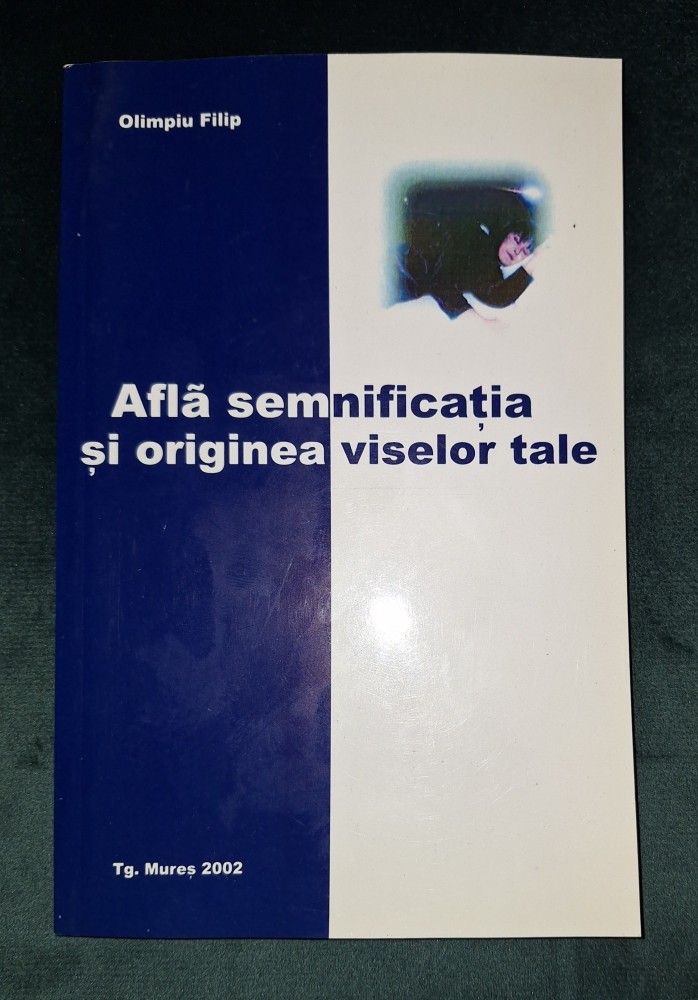 Olimpiu Filip
Aflã semnificația
și originea viselor tale
Tg. Mureș 2002